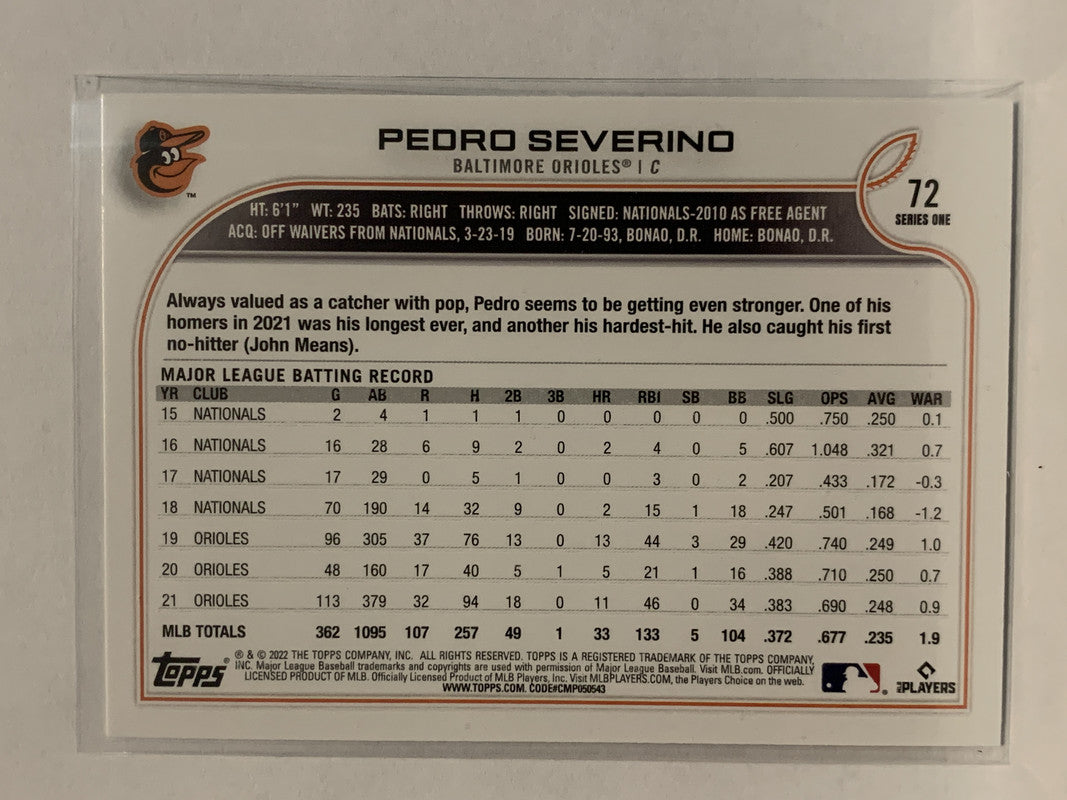 PEDRO SEVERINO
BALTIMORE ORIOLES® | C
72
SERIES ONE
HT: 6'1" WT: 235 BATS: RIGHT THROWS: RIGHT SIGNED: NATIONALS-2010 AS FREE AGENT
ACQ: OFF WAIVERS FROM NATIONALS, 3-23-19 BORN: 7-20-93, BONAO, D.R. HOME: BONAO, D.R.
TM
Always valued as a catcher with pop, Pedro seems to be getting even stronger. One of his
homers in 2021 was his longest ever, and another his hardest-hit. He also caught his first
no-hitter (John Means).
MAJOR LEAGUE BATTING RECORD
YR CLUB G AB R H 2B 3B HR RBI SB BB SLG OPS AVG WAR
15 NATIONALS 2 4 1 1 1 0 0 0 0 0 .500 .750 .250 0.1
16 NATIONALS 16 28 6 9 2 0 2 4 0 5 .607 1.048 .321 0.7
17 NATIONALS 17 29 0 5 1 0 0 3 0 2 .207 .433 .172 -0.3
18 NATIONALS 70 190 14 32 9 0 2 15 1 18 .247 .501 .168 -1.2
19 ORIOLES 96 305 37 76 13 0 13 44 3 29 .420 .740 .249 1.0
20 ORIOLES 48 160 17 40 5 1 5 21 1 16 .388 .710 .250 0.7
21 ORIOLES 113 379 32 94 18 0 11 46 0 34 .383 .690 .248 0.9
MLB TOTALS 362 1095 107 257 49 1 33 133 5 104 .372 .677 .235 1.9
topps®
® & © 2022 THE TOPPS COMPANY, INC. ALL RIGHTS RESERVED. TOPPS IS A REGISTERED TRADEMARK OF THE TOPPS COMPANY,
INC. Major League Baseball trademarks and copyrights are used with permission of Major League Baseball. Visit MLB.com. OFFICIALLY
LICENSED PRODUCT OF MLB. Officially Licensed Product of MLB Players, Inc. Visit MLBPLAYERS.COM, the Players Choice on the web.
WWW.TOPPS.COM. CODE#CMP050543
®
MLB PLAYERS